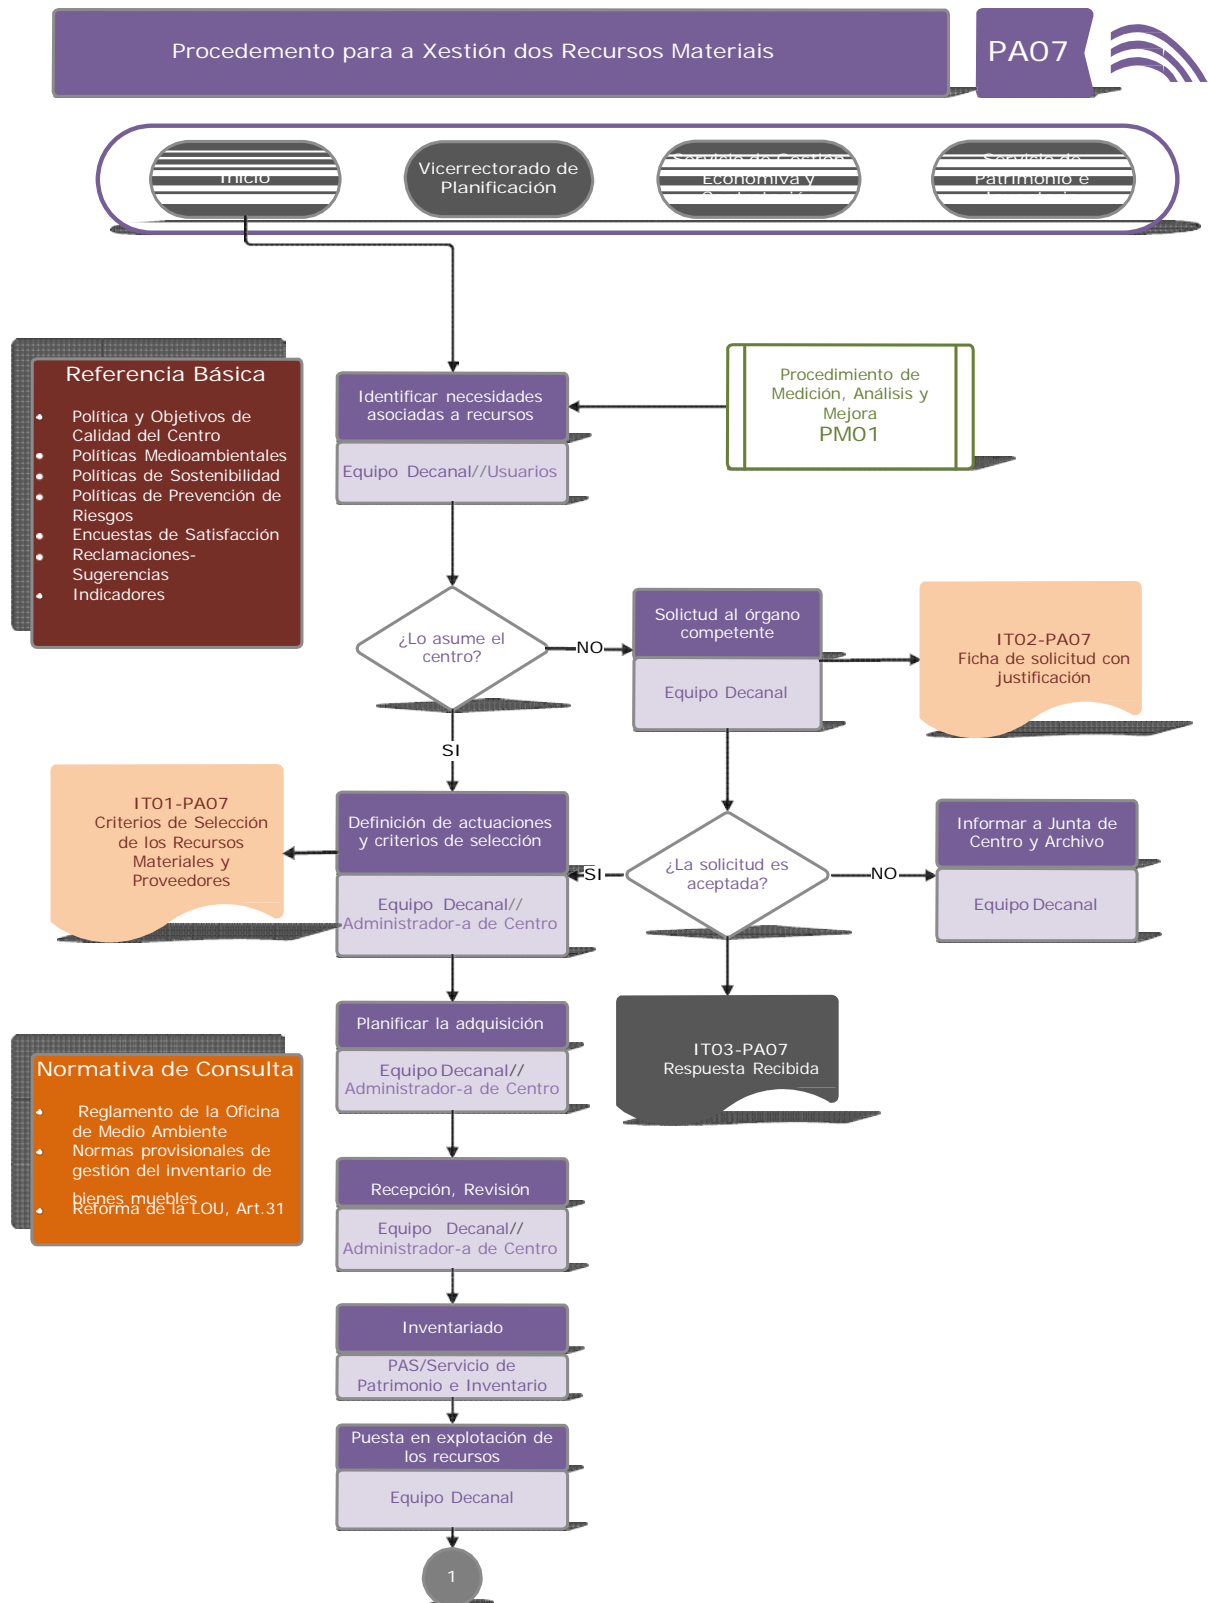 Procedemento para a Xestión dos Recursos Materiais
PA07
Inicio
Vicerrectorado de
Planificación
Servicio de Gestion
Economiva y
Servicio de
Patrimonio e
Referencia Básica
Política y Objetivos de
Calidad del Centro
Políticas Medioambientales
Políticas de Sostenibilidad
Políticas de Prevención de
Riesgos
Encuestas de Satisfacción
Reclamaciones-
Sugerencias
Indicadores
Identificar necesidades
asociadas a recursos
Equipo Decanal//Usuarios
Procedimiento de
Medición, Análisis y
Mejora
PM01
¿Lo asume el
centro?
NO
SI
Solictud al órgano
competente
Equipo Decanal
IT02-PA07
Ficha de solicitud con
justificación
IT01-PA07
Criterios de Selección
de los Recursos
Materiales y
Proveedores
Definición de actuaciones
y criterios de selección
Equipo Decanal//
Administrador-a de Centro
SI
¿La solicitud es
aceptada?
NO
Informar a Junta de
Centro y Archivo
Equipo Decanal
IT03-PA07
Respuesta Recibida
Planificar la adquisición
Equipo Decanal//
Administrador-a de Centro
Normativa de Consulta
Reglamento de la Oficina
de Medio Ambiente
Normas provisionales de
gestión del inventario de
bienes muebles
Reforma de la LOU, Art.31
Recepción, Revisión
Equipo Decanal//
Administrador-a de Centro
Inventariado
PAS/Servicio de
Patrimonio e Inventario
Puesta en explotación de
los recursos
Equipo Decanal
1